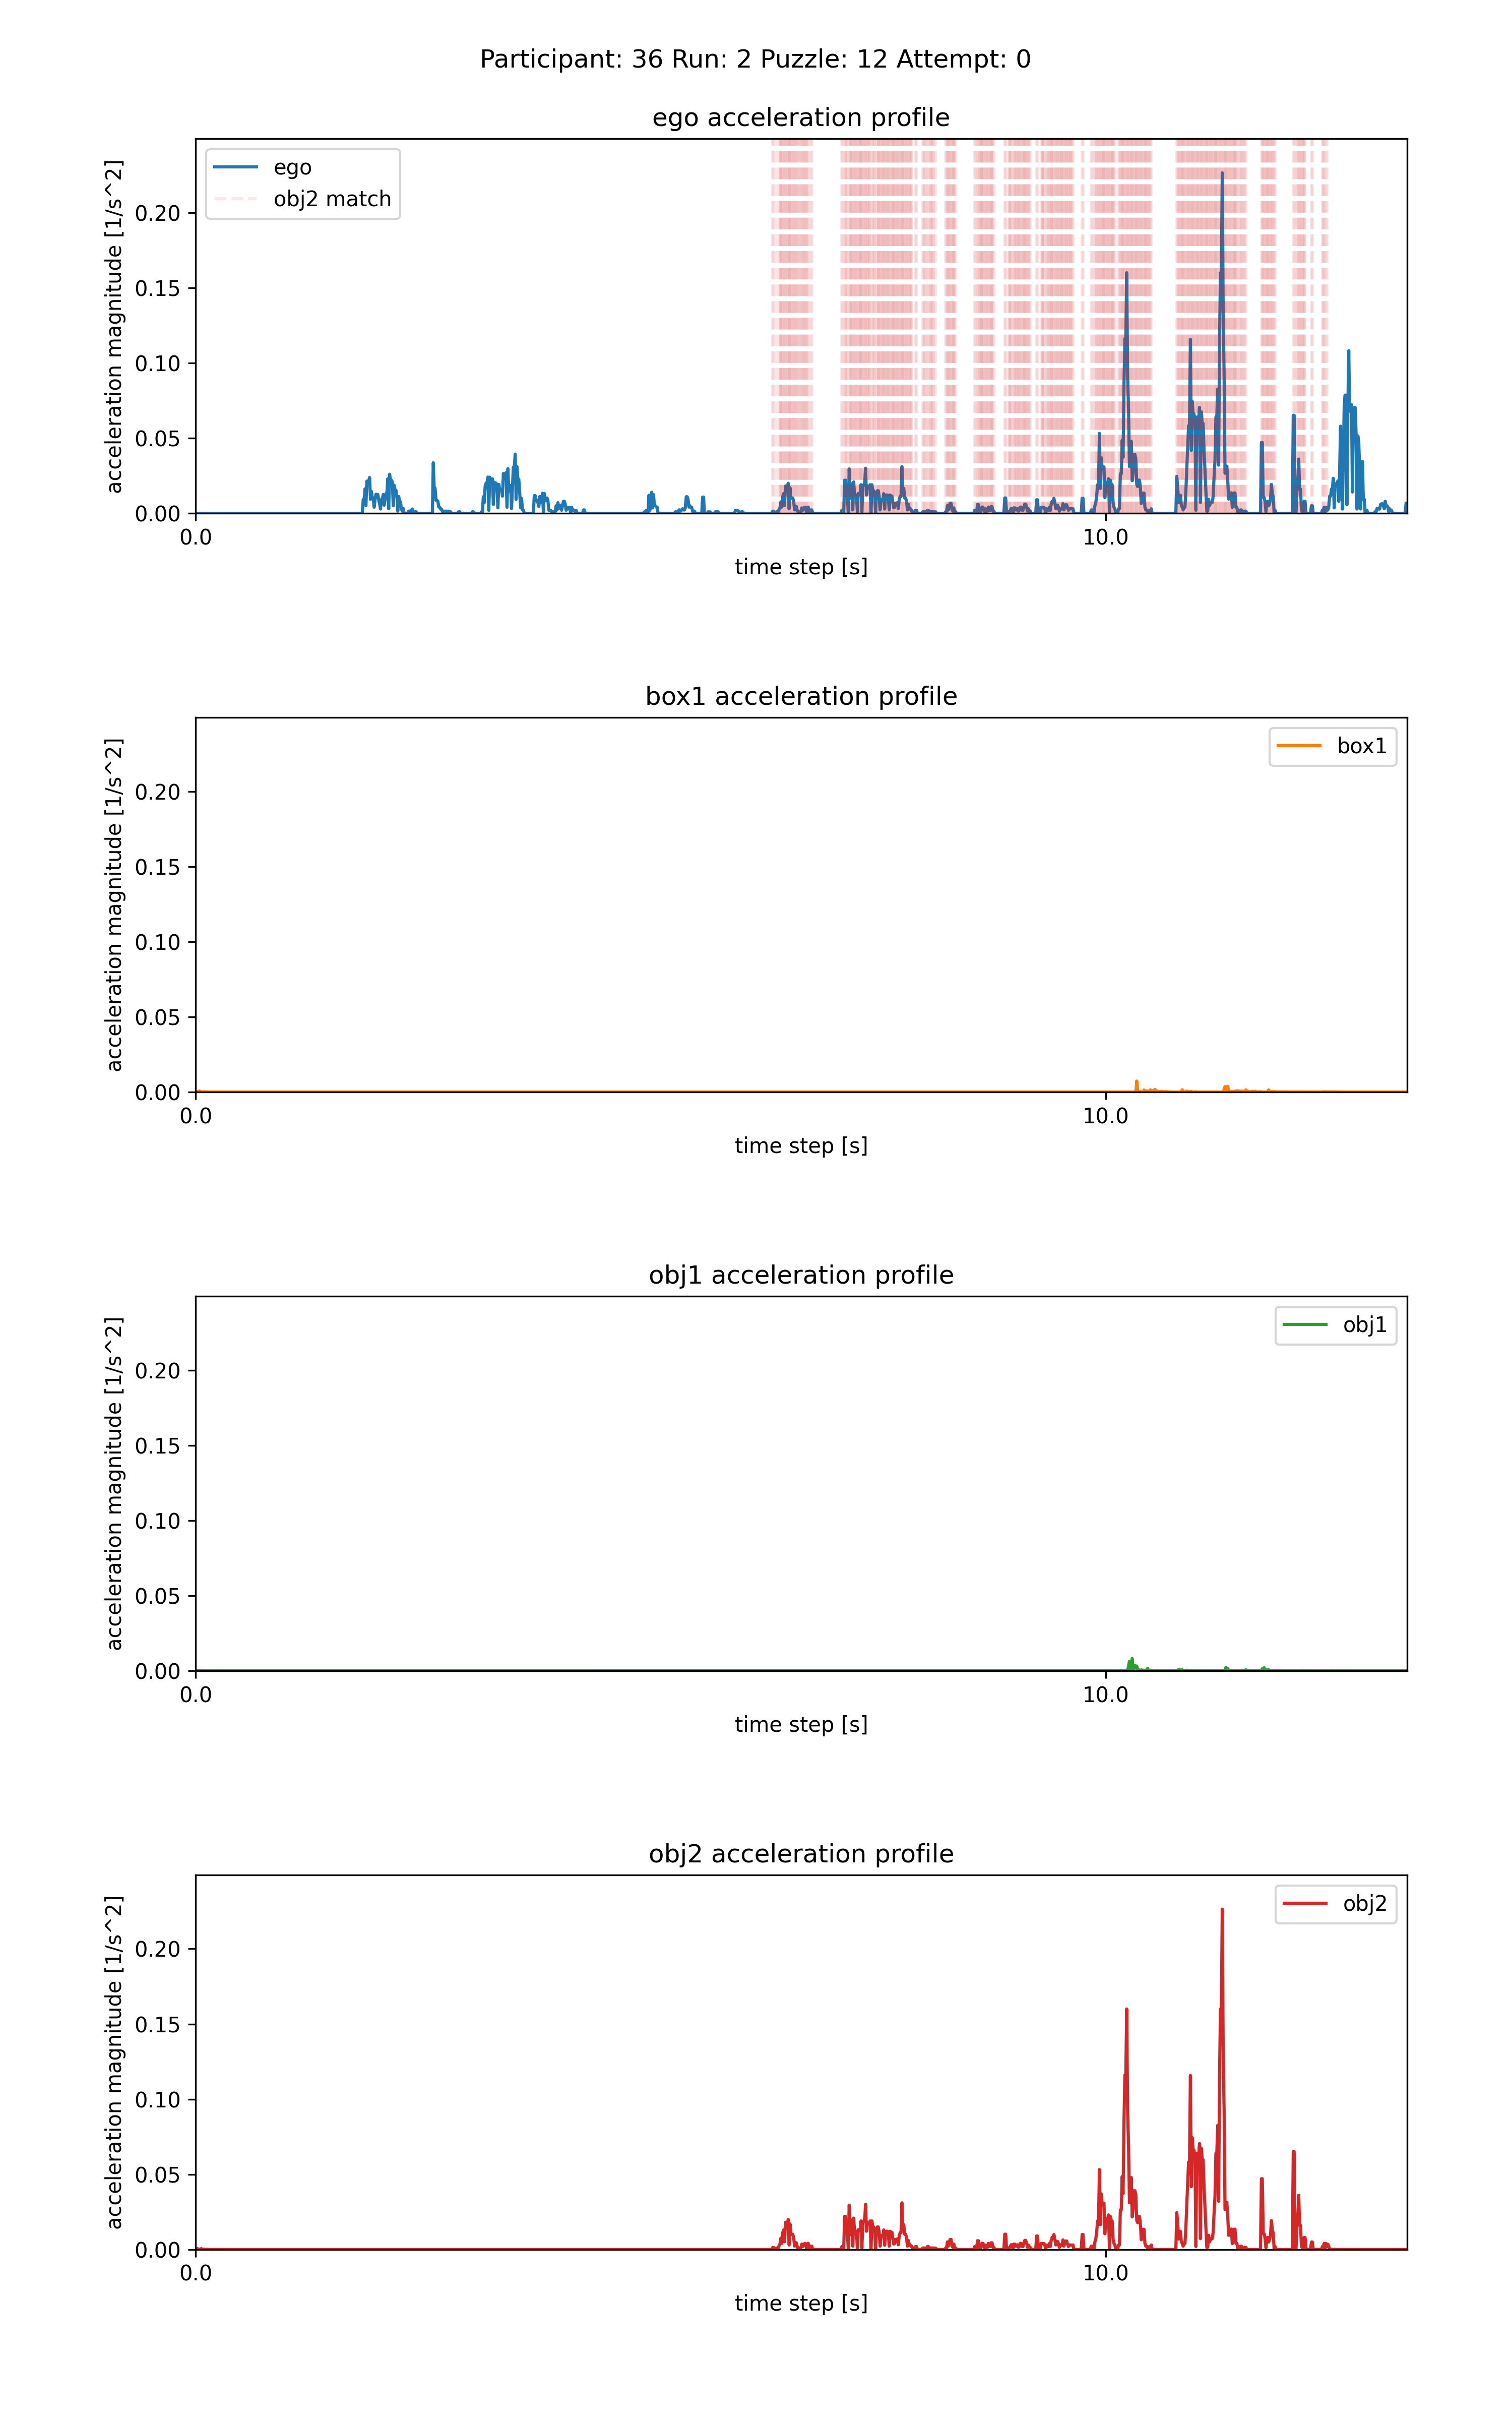 Participant: 36 Run: 2 Puzzle: 12 Attempt: 0
ego acceleration profile
acceleration magnitude [1/s^2]
0.20
0.15
0.10
0.05
0.00
ego
obj2 match
0.0
10.0
time step [s]
box1 acceleration profile
acceleration magnitude [1/s^2]
0.20
0.15
0.10
0.05
0.00
box1
0.0
10.0
time step [s]
obj1 acceleration profile
acceleration magnitude [1/s^2]
0.20
0.15
0.10
0.05
0.00
obj1
0.0
10.0
time step [s]
obj2 acceleration profile
acceleration magnitude [1/s^2]
0.20
0.15
0.10
0.05
0.00
obj2
0.0
10.0
time step [s]